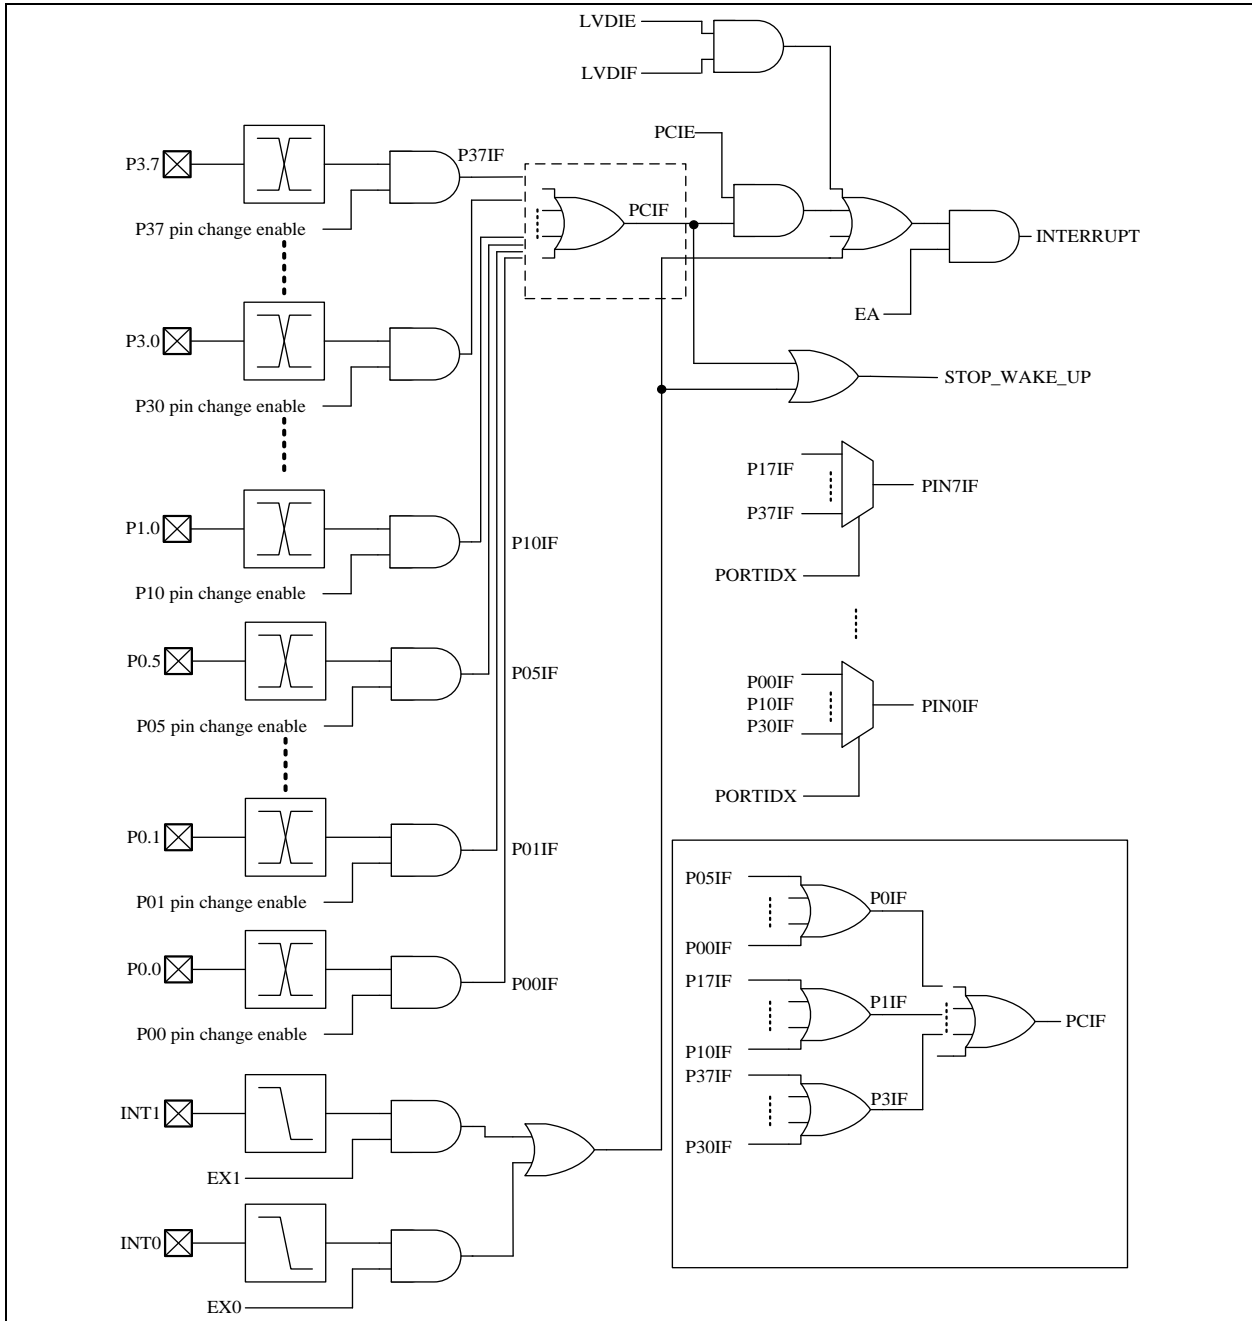 LVDIE
LVDIF
PCIE
P3.7
P37IF
P37 pin change enable
PCIF
INTERRUPT
EA
P3.0
P30 pin change enable
STOP_WAKE_UP
P17IF
P37IF
PIN7IF
PORTIDX
P1.0
P10IF
P10 pin change enable
P0.5
P05IF
P05 pin change enable
P00IF
P10IF
P30IF
PIN0IF
PORTIDX
P0.1
P01IF
P01 pin change enable
P0.0
P00IF
P00 pin change enable
P05IF
P0IF
P00IF
P17IF
P1IF
P10IF
PCIF
P37IF
P3IF
P30IF
INT1
EX1
INT0
EX0